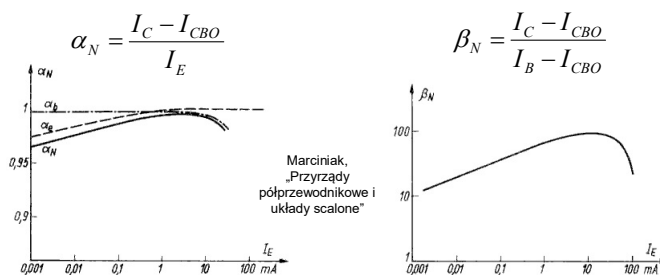 α_N = (I_C − I_CBO) / I_E
α_N
1
α_b
α_e
α_N
0,95
0,9
0,001 0,01 0,1 1 10 100
I_E
mA
Marciniak,
„Przyrządy
półprzewodnikowe i
układy scalone”
β_N = (I_C − I_CBO) / (I_B − I_CBO)
β_N
100
10
1
0,001 0,01 0,1 1 10 100
I_E
mA